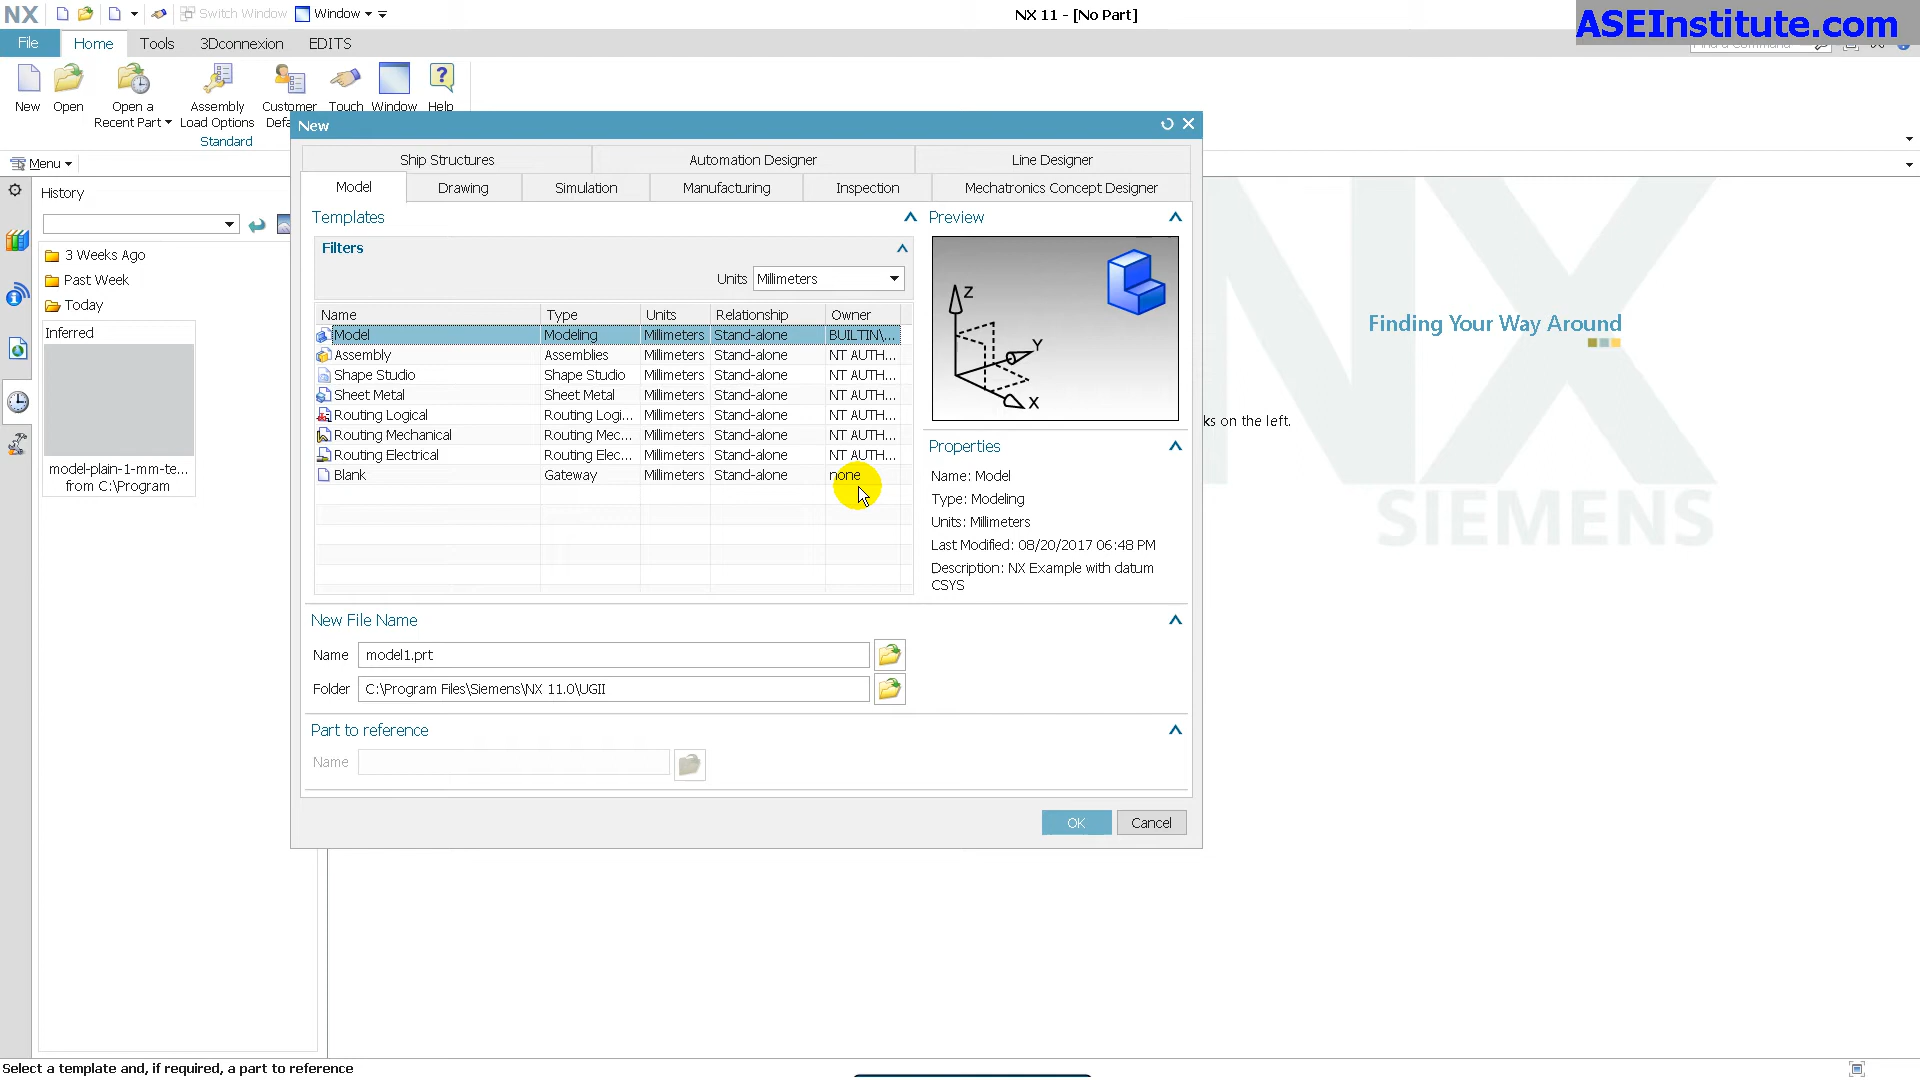 NX Switch Window Window NX 11 - [No Part] ASEInstitute.com
File Home Tools 3Dconnexion EDITS
New Open Open a Assembly Customer Touch Window Help
Recent Part Load Options Defa
Standard
Menu
New
Ship Structures Automation Designer Line Designer
Model Drawing Simulation Manufacturing Inspection Mechatronics Concept Designer
History
3 Weeks Ago
Past Week
Today
Inferred
model-plain-1-mm-te...
from C:\Program
Templates
Filters
Units Millimeters
Name Type Units Relationship Owner
Model Modeling Millimeters Stand-alone BUILTIN\...
Assembly Assemblies Millimeters Stand-alone NT AUTH...
Shape Studio Shape Studio Millimeters Stand-alone NT AUTH...
Sheet Metal Sheet Metal Millimeters Stand-alone NT AUTH...
Routing Logical Routing Logi... Millimeters Stand-alone NT AUTH...
Routing Mechanical Routing Mec... Millimeters Stand-alone NT AUTH...
Routing Electrical Routing Elec... Millimeters Stand-alone NT AUTH...
Blank Gateway Millimeters Stand-alone none
Preview
Z
Y
X
Properties
Name: Model
Type: Modeling
Units: Millimeters
Last Modified: 08/20/2017 06:48 PM
Description: NX Example with datum
CSYS
New File Name
Name model1.prt
Folder C:\Program Files\Siemens\NX 11.0\UGII
Part to reference
Name
OK Cancel
Finding Your Way Around
ks on the left.
SIEMENS
Select a template and, if required, a part to reference